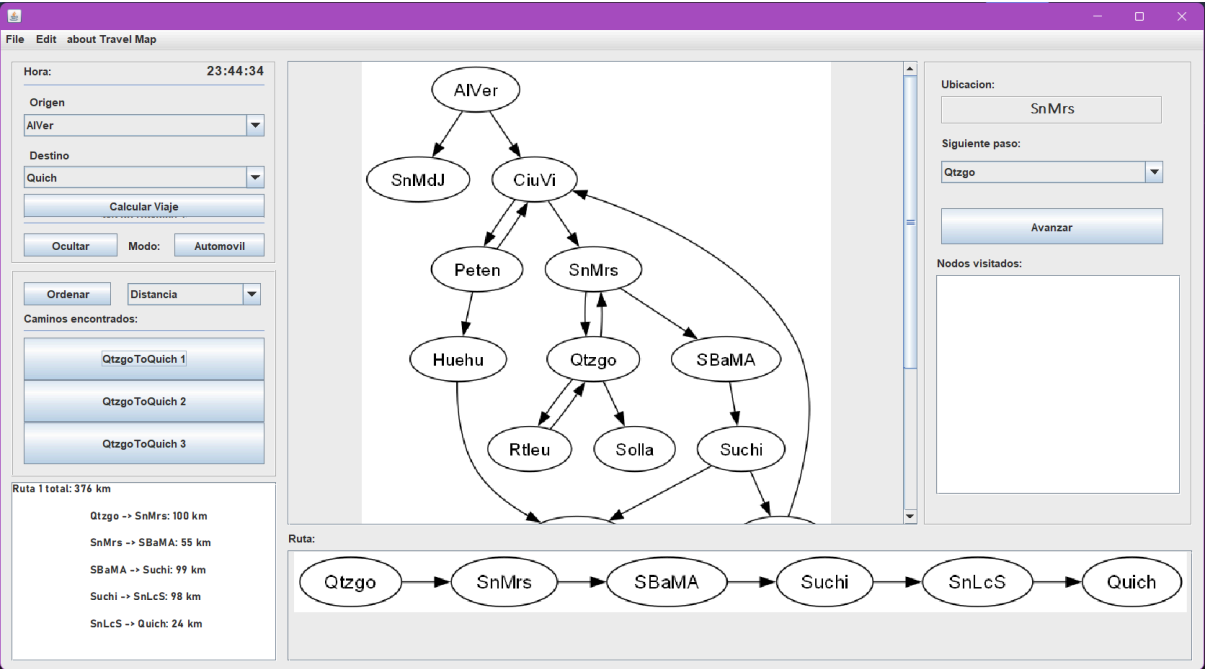 File Edit about Travel Map
Hora: 23:44:34
Origen
AlVer
Destino
Quich
Calcular Viaje
Ocultar Modo: Automovil
Ordenar Distancia
Caminos encontrados:
QtzgoToQuich 1
QtzgoToQuich 2
QtzgoToQuich 3
Ruta 1 total: 376 km
Qtzgo -> SnMrs: 100 km
SnMrs -> SBaMA: 55 km
SBaMA -> Suchi: 99 km
Suchi -> SnLcS: 98 km
SnLcS -> Quich: 24 km
AlVer
SnMdJ CiuVi
Peten SnMrs
Huehu Qtzgo SBaMA
Rtleu Solla Suchi
Ruta:
Qtzgo SnMrs SBaMA Suchi SnLcS Quich
Ubicacion:
SnMrs
Siguiente paso:
Qtzgo
Avanzar
Nodos visitados: